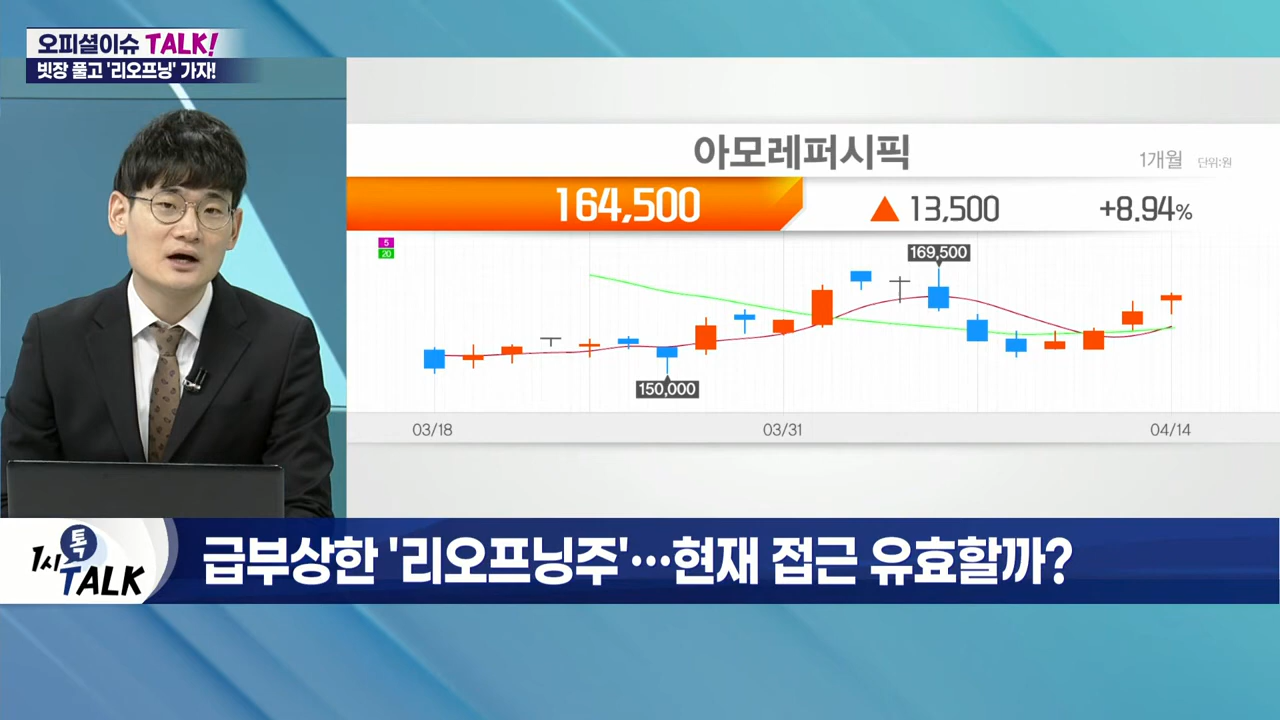 오피셜이슈 TALK!
빗장 풀고 '리오프닝' 가자!
아모레퍼시픽
1개월 단위:원
164,500 ▲ 13,500 +8.94%
5
20
169,500
150,000
03/18 03/31 04/14
1시 톡 TALK
급부상한 '리오프닝주'…현재 접근 유효할까?